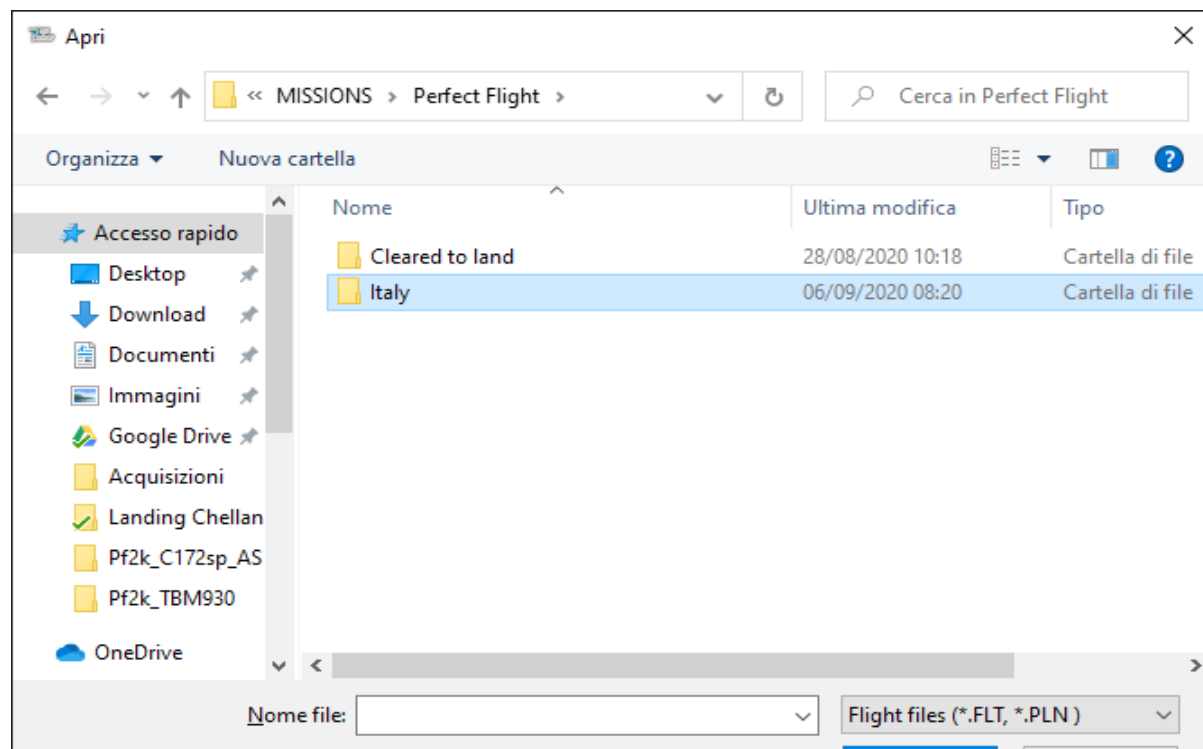 Apri
« MISSIONS > Perfect Flight >
Cerca in Perfect Flight
Organizza
Nuova cartella
?
Nome
Ultima modifica
Tipo
Accesso rapido
Desktop
Download
Documenti
Immagini
Google Drive
Acquisizioni
Landing Chellan
Pf2k_C172sp_AS
Pf2k_TBM930
OneDrive
Cleared to land 28/08/2020 10:18 Cartella di file
Italy 06/09/2020 08:20 Cartella di file
Nome file:
Flight files (*.FLT, *.PLN )